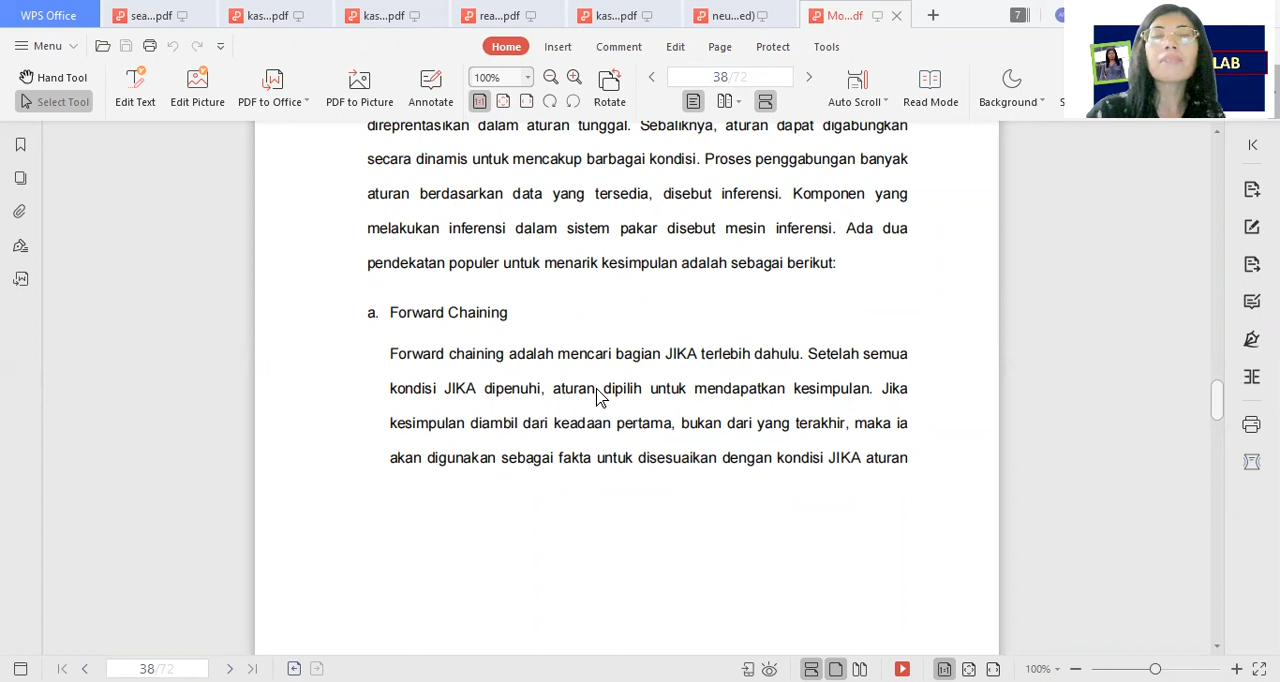 WPS Office
sea...pdf
kas...pdf
kas...pdf
rea...pdf
kas...pdf
neu...ed)
Mo...df
7
LAB
Menu
Home
Insert
Comment
Edit
Page
Protect
Tools
Hand Tool
Select Tool
Edit Text
Edit Picture
PDF to Office
PDF to Picture
Annotate
100%
Rotate
38/72
Auto Scroll
Read Mode
Background
S
direprentasikan dalam aturan tunggal. Sebaliknya, aturan dapat digabungkan
secara dinamis untuk mencakup barbagai kondisi. Proses penggabungan banyak
aturan berdasarkan data yang tersedia, disebut inferensi. Komponen yang
melakukan inferensi dalam sistem pakar disebut mesin inferensi. Ada dua
pendekatan populer untuk menarik kesimpulan adalah sebagai berikut:
a. Forward Chaining
Forward chaining adalah mencari bagian JIKA terlebih dahulu. Setelah semua
kondisi JIKA dipenuhi, aturan dipilih untuk mendapatkan kesimpulan. Jika
kesimpulan diambil dari keadaan pertama, bukan dari yang terakhir, maka ia
akan digunakan sebagai fakta untuk disesuaikan dengan kondisi JIKA aturan
38/72
100%